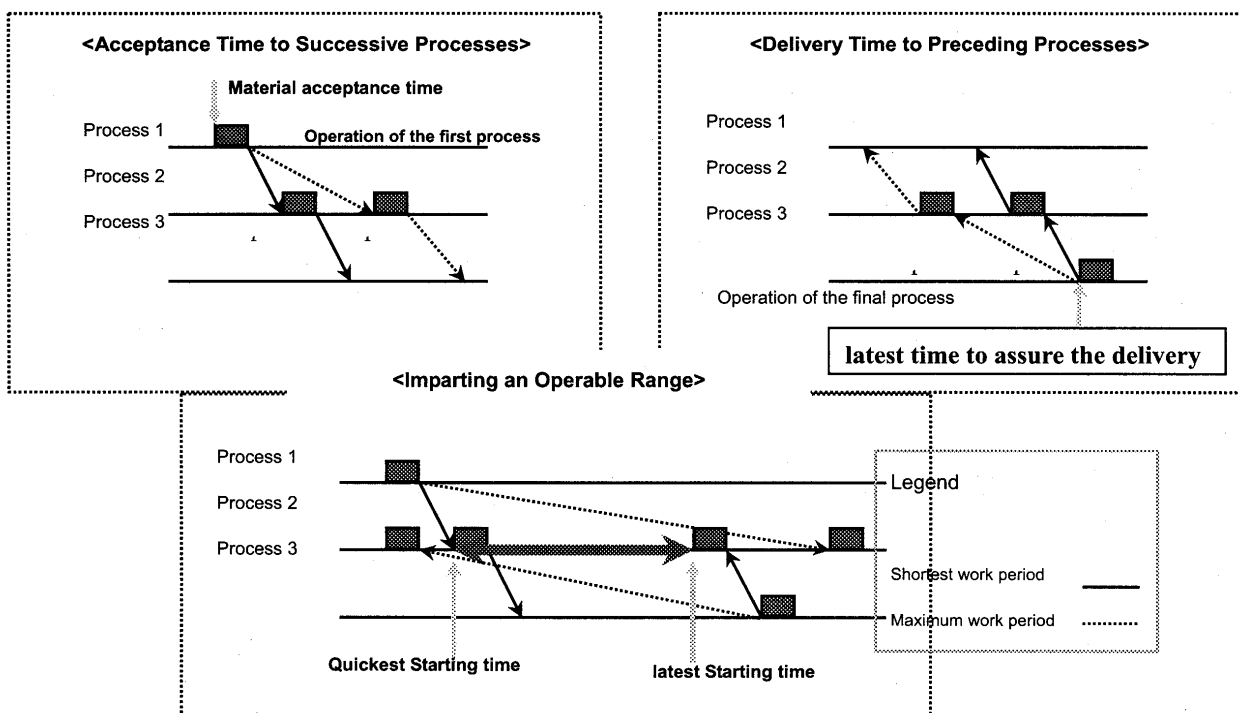 <Acceptance Time to Successive Processes>
Material acceptance time
Process 1
Operation of the first process
Process 2
Process 3
<Delivery Time to Preceding Processes>
Process 1
Process 2
Process 3
Operation of the final process
latest time to assure the delivery
<Imparting an Operable Range>
Process 1
Process 2
Process 3
Quickest Starting time
latest Starting time
Legend
Shortest work period
Maximum work period